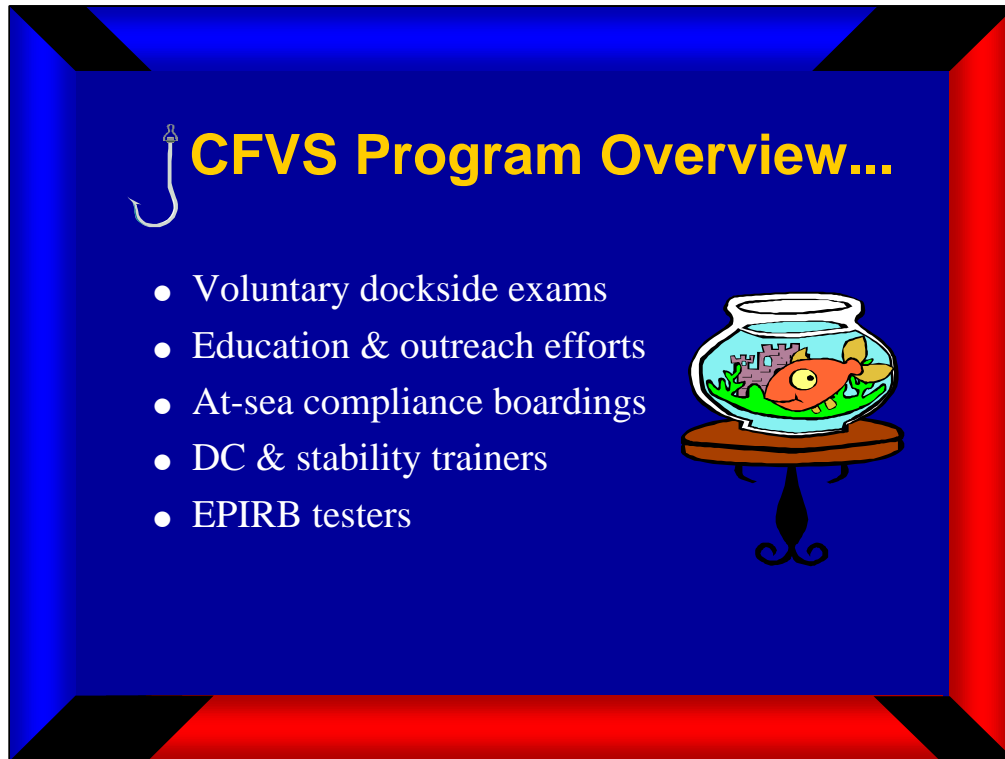 CFVS Program Overview...
● Voluntary dockside exams
● Education & outreach efforts
● At-sea compliance boardings
● DC & stability trainers
● EPIRB testers